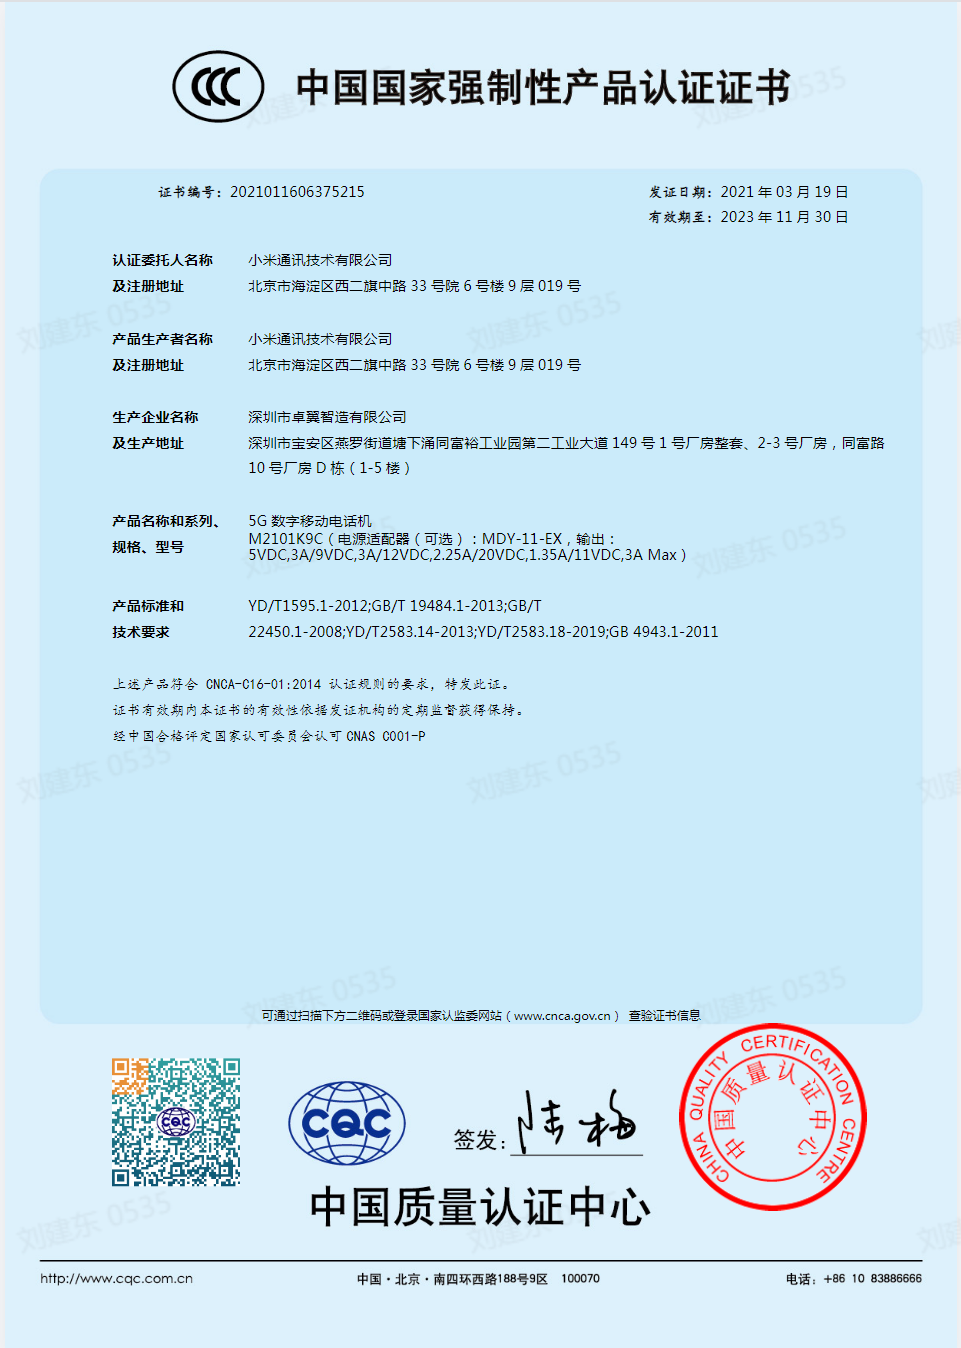 中国国家强制性产品认证证书
证书编号：2021011606375215
发证日期：2021 年 03 月 19 日
有效期至：2023 年 11 月 30 日
认证委托人名称 小米通讯技术有限公司
及注册地址 北京市海淀区西二旗中路 33 号院 6 号楼 9 层 019 号
产品生产者名称 小米通讯技术有限公司
及注册地址 北京市海淀区西二旗中路 33 号院 6 号楼 9 层 019 号
生产企业名称 深圳市卓翼智造有限公司
及生产地址 深圳市宝安区燕罗街道塘下涌同富裕工业园第二工业大道 149 号 1 号厂房整套、2-3 号厂房，同富路
10 号厂房 D 栋（1-5 楼）
产品名称和系列、 5G 数字移动电话机
规格、型号 M2101K9C（电源适配器（可选）：MDY-11-EX，输出：
5VDC,3A/9VDC,3A/12VDC,2.25A/20VDC,1.35A/11VDC,3A Max）
产品标准和 YD/T1595.1-2012;GB/T 19484.1-2013;GB/T
技术要求 22450.1-2008;YD/T2583.14-2013;YD/T2583.18-2019;GB 4943.1-2011
上述产品符合 CNCA-C16-01:2014 认证规则的要求，特发此证。
证书有效期内本证书的有效性依据发证机构的定期监督获得保持。
经中国合格评定国家认可委员会认可 CNAS C001-P
可通过扫描下方二维码或登录国家认监委网站（www.cnca.gov.cn） 查验证书信息
CQC
CQC
签发：陆梅
CHINA QUALITY CERTIFICATION CENTRE
中国质量认证中心
中国质量认证中心
http://www.cqc.com.cn
中国·北京·南四环西路188号9区 100070
电话：+86 10 83886666
刘建东 0535